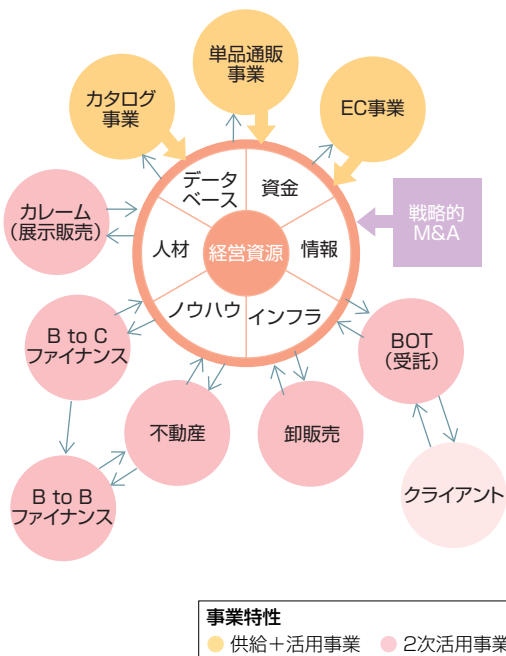 単品通販
事業
カタログ
事業
EC事業
データ
ベース
資金
カレーム
(展示販売)
人材
経営資源
情報
戦略的
M&A
ノウハウ
インフラ
B to C
ファイナンス
BOT
(受託)
不動産
卸販売
B to B
ファイナンス
クライアント
事業特性
供給+活用事業
2次活用事業